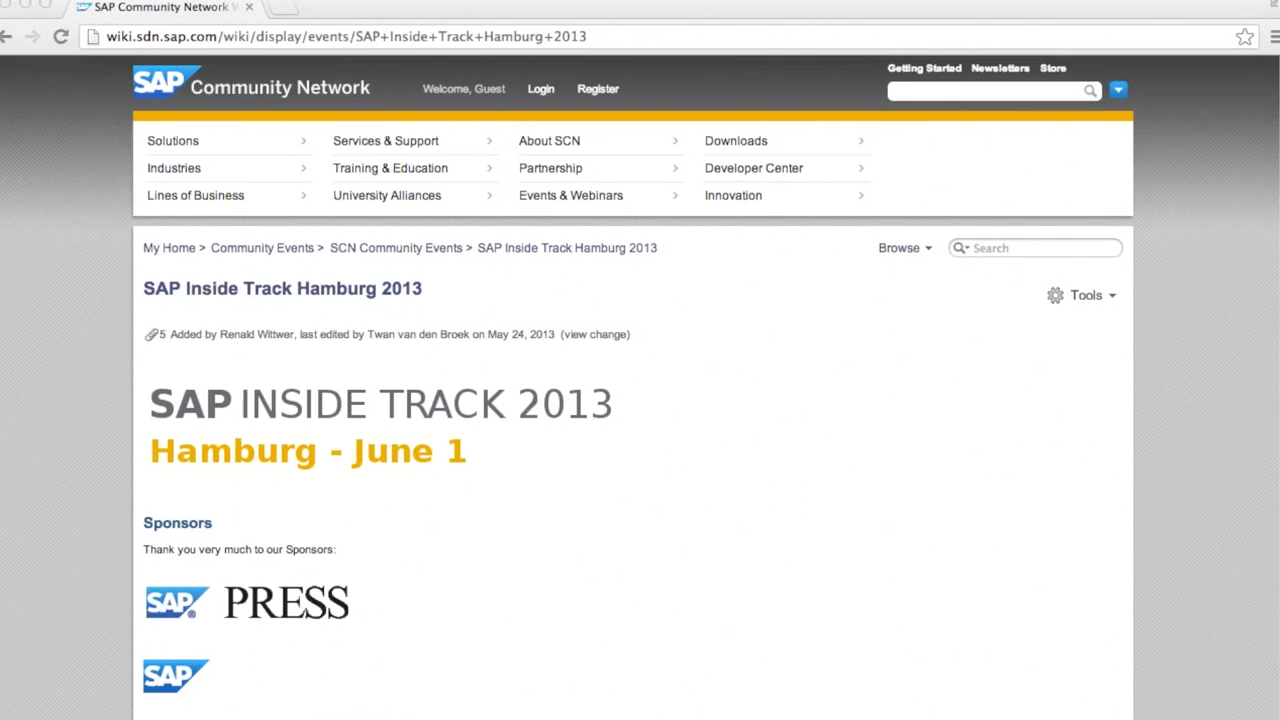 SAP Community Network W
wiki.sdn.sap.com/wiki/display/events/SAP+Inside+Track+Hamburg+2013
Getting Started Newsletters Store
SAP Community Network Welcome, Guest Login Register
Solutions Services & Support About SCN Downloads
Industries Training & Education Partnership Developer Center
Lines of Business University Alliances Events & Webinars Innovation
My Home > Community Events > SCN Community Events > SAP Inside Track Hamburg 2013 Browse Search
SAP Inside Track Hamburg 2013
Tools
5 Added by Renald Wittwer, last edited by Twan van den Broek on May 24, 2013 (view change)
SAP INSIDE TRACK 2013
Hamburg - June 1
Sponsors
Thank you very much to our Sponsors:
SAP® PRESS
SAP